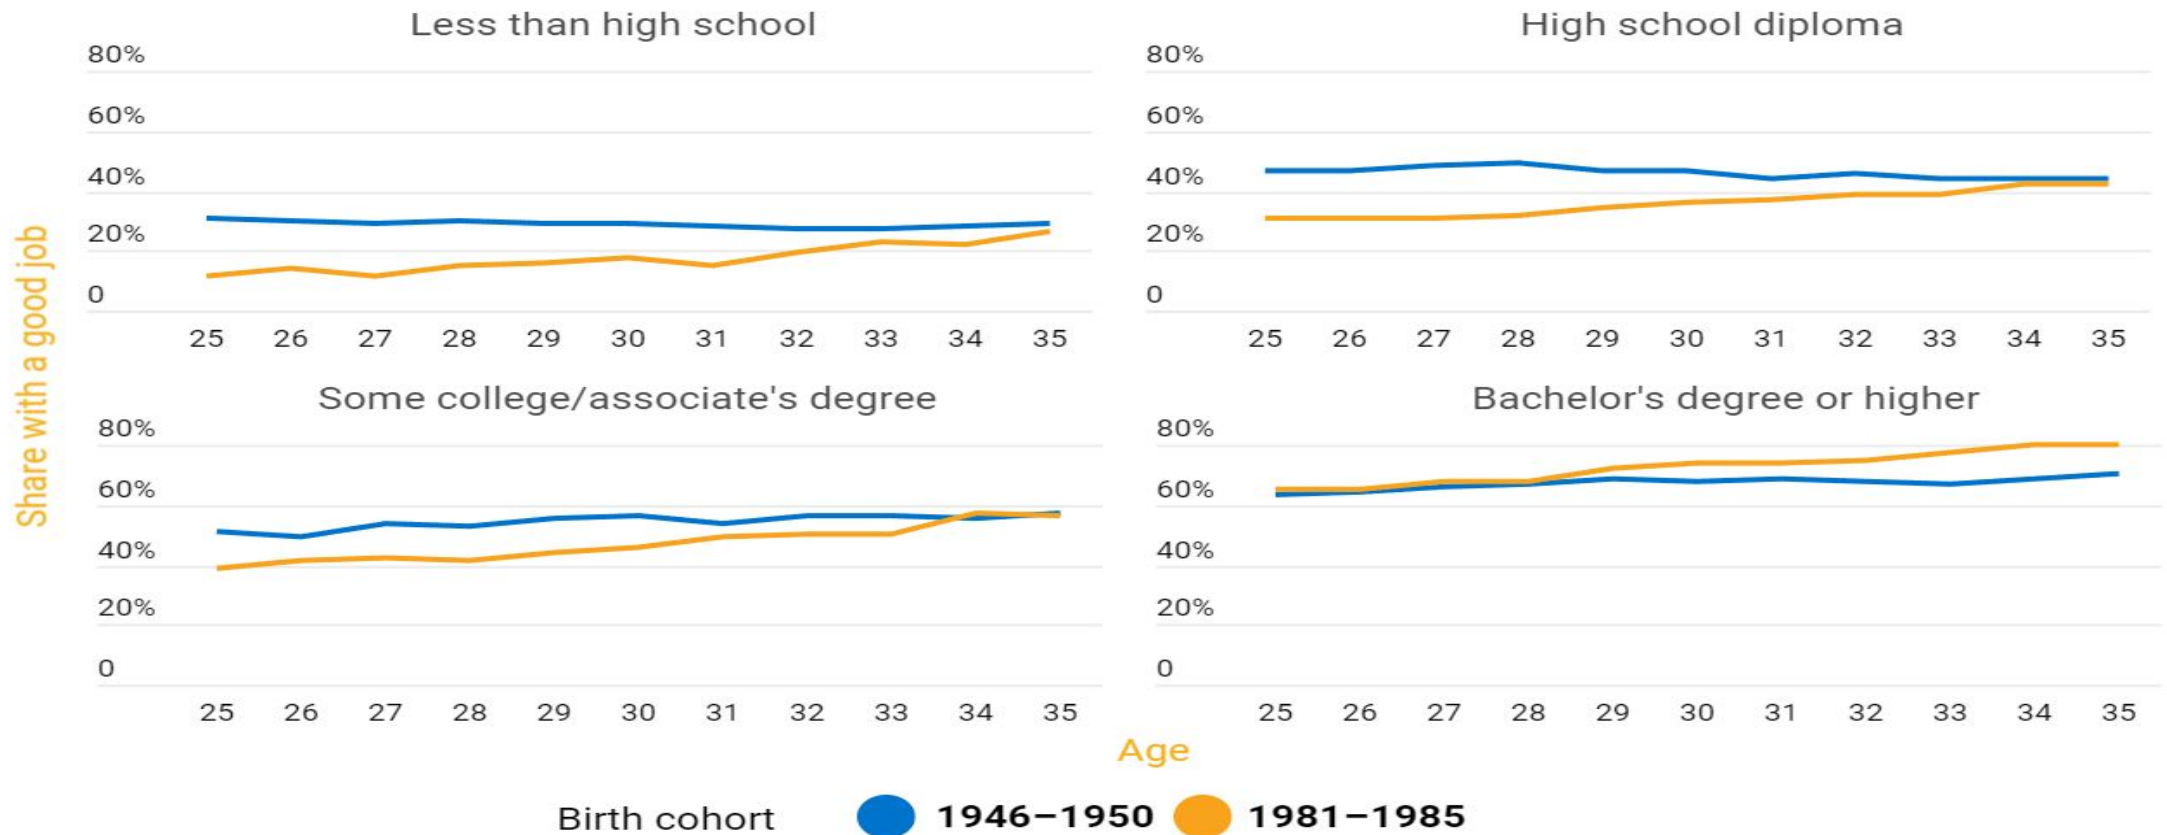 Less than high school
80%
60%
40%
20%
0
25 26 27 28 29 30 31 32 33 34 35
High school diploma
80%
60%
40%
20%
0
25 26 27 28 29 30 31 32 33 34 35
Share with a good job
Some college/associate's degree
80%
60%
40%
20%
0
25 26 27 28 29 30 31 32 33 34 35
Bachelor's degree or higher
80%
60%
40%
20%
0
25 26 27 28 29 30 31 32 33 34 35
Age
Birth cohort 1946–1950 1981–1985